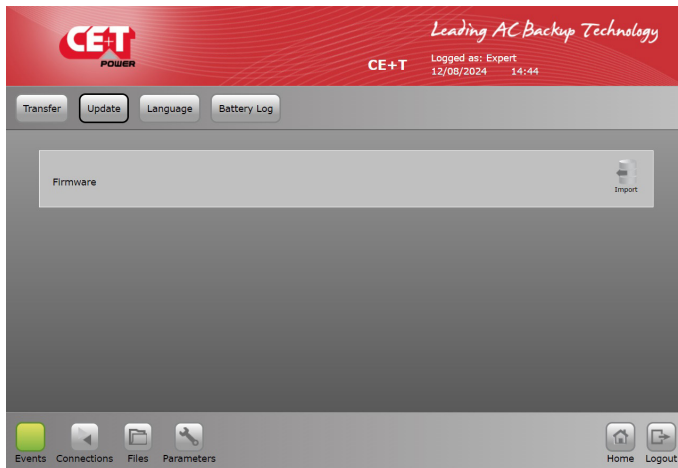 CE+T
POWER
Leading AC Backup Technology
CE+T
Logged as: Expert
12/08/2024 14:44
Transfer Update Language Battery Log
Firmware
Import
Events Connections Files Parameters Home Logout